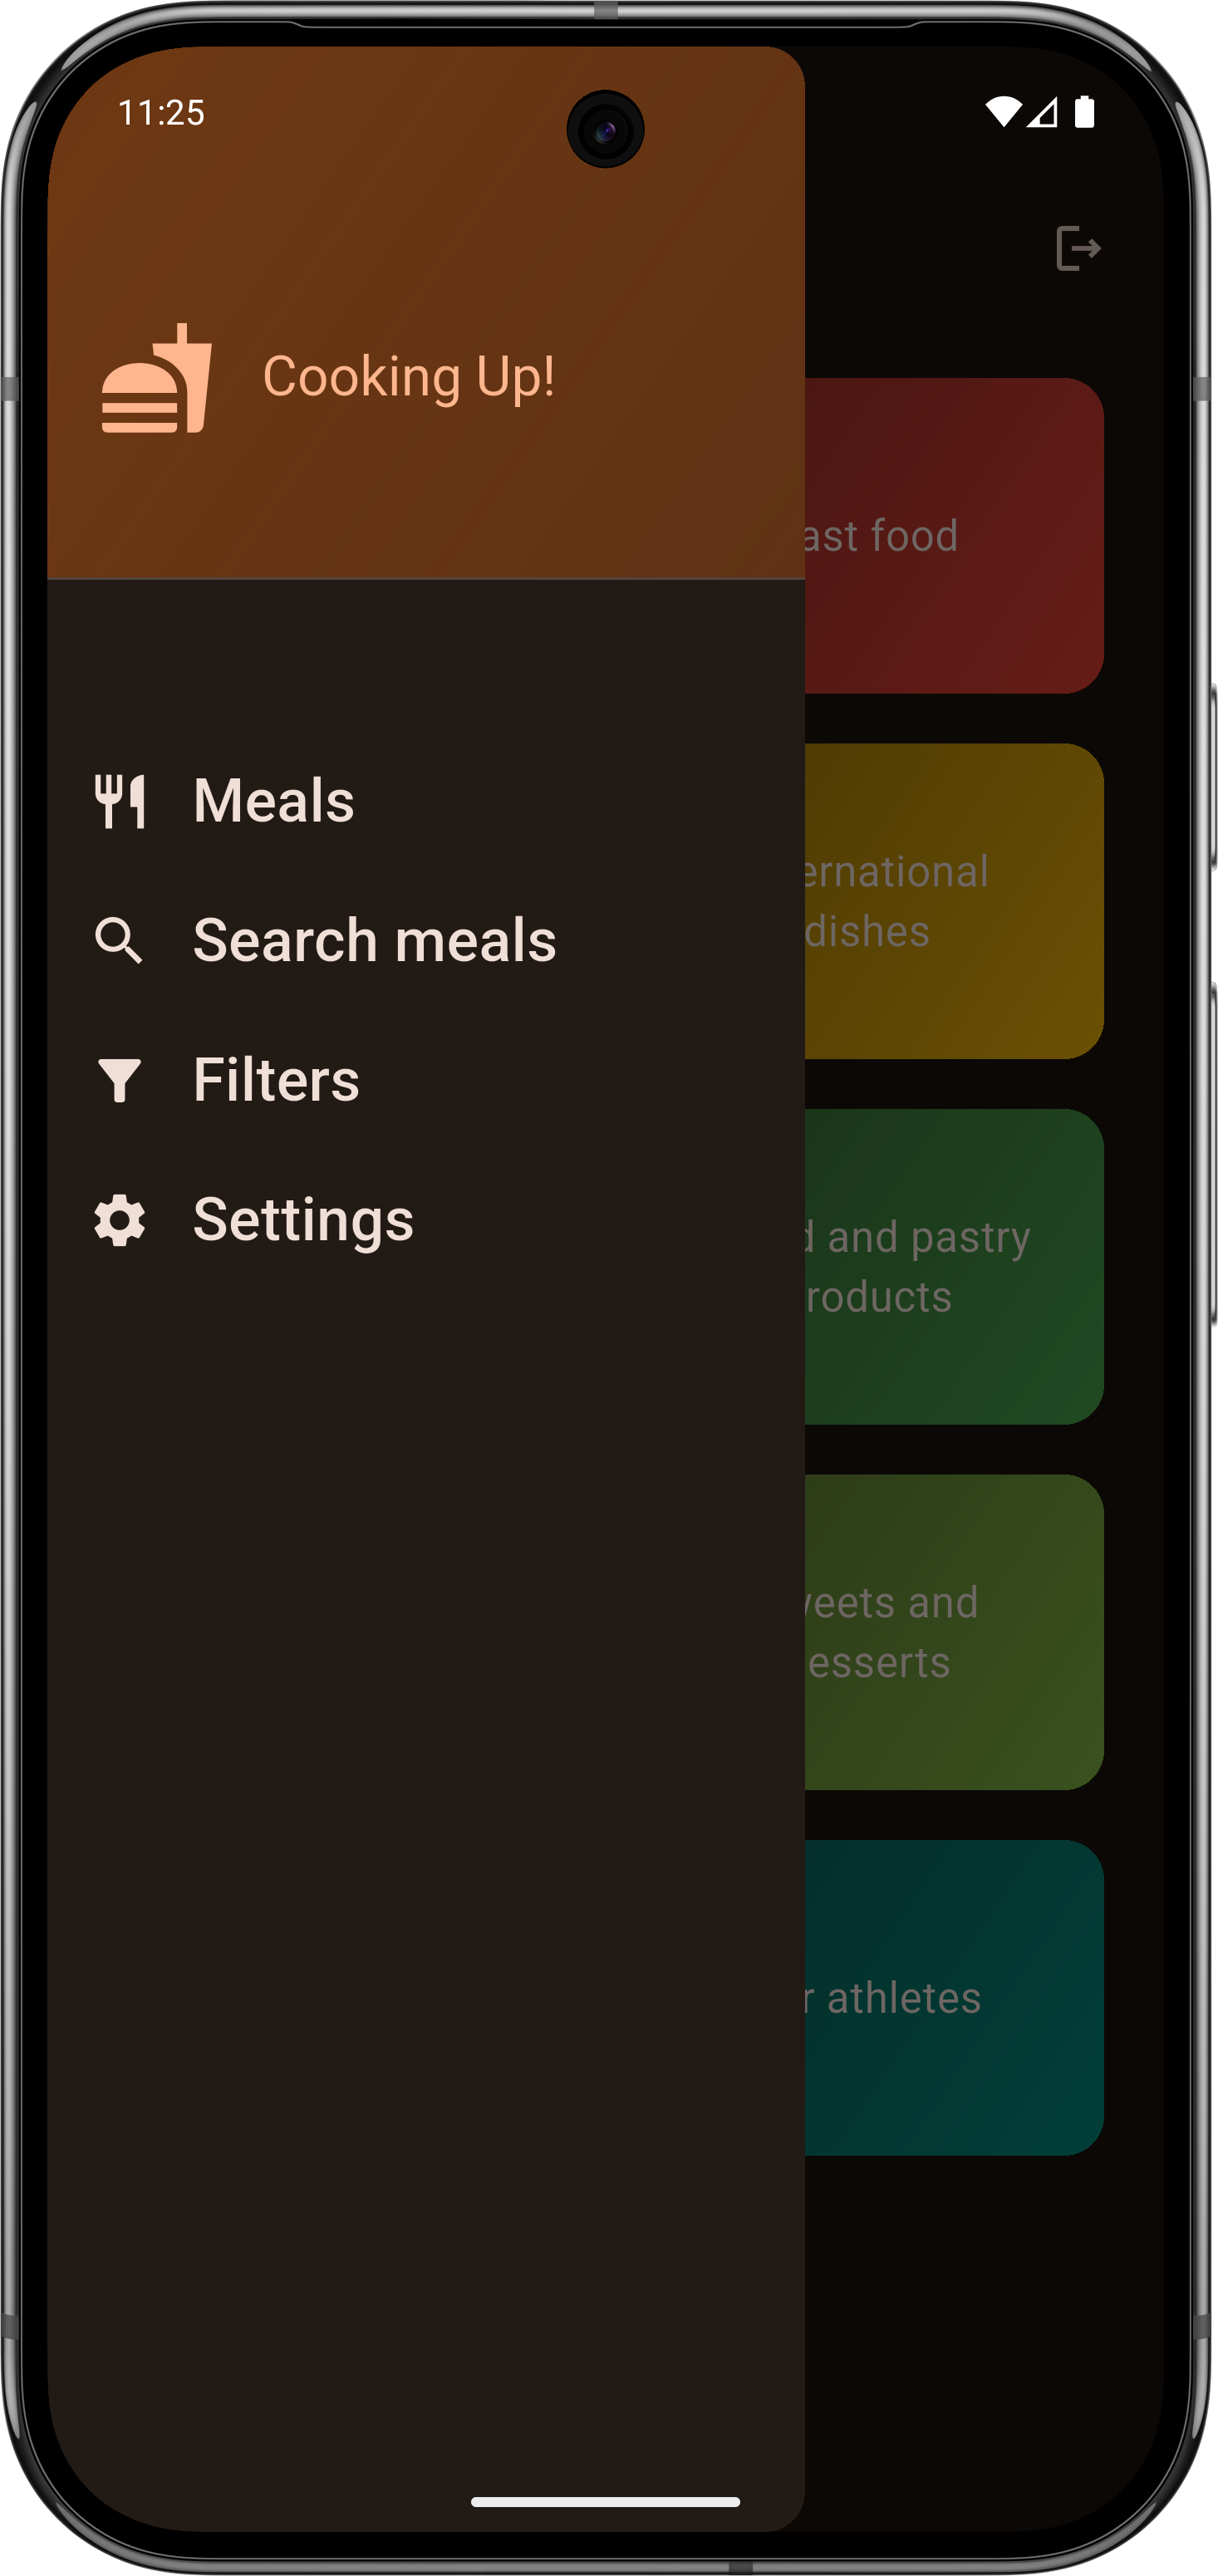 11:25
Cooking Up!
Meals
Search meals
Filters
Settings
ast food
ernational
dishes
d and pastry
roducts
eets and
esserts
r athletes